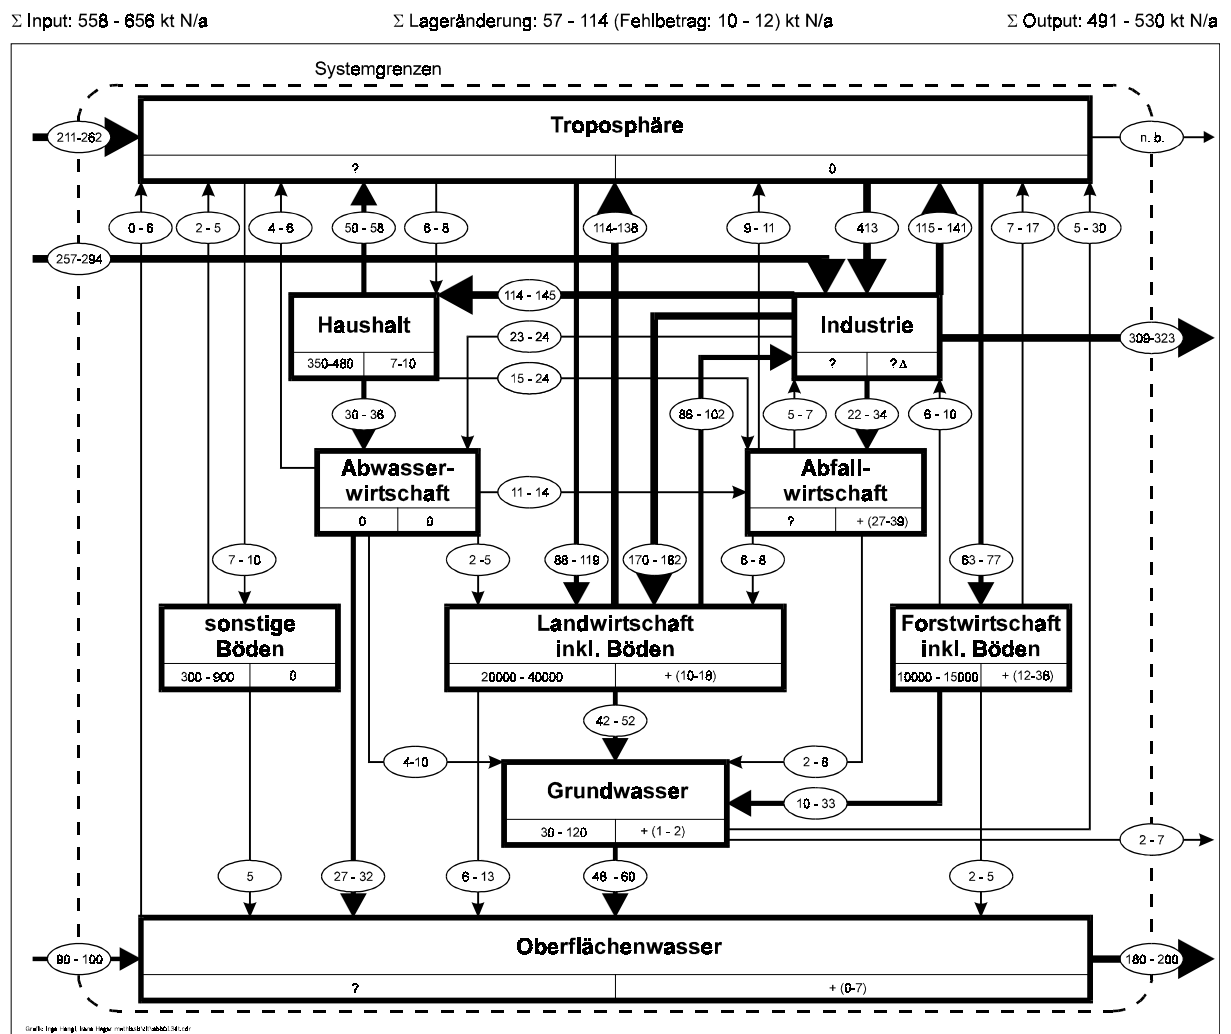 Σ Input: 558 - 656 kt N/a
Σ Lageränderung: 57 - 114 (Fehlbetrag: 10 - 12) kt N/a
Σ Output: 491 - 530 kt N/a
Systemgrenzen
Troposphäre
211-262
n. b.
?
0
0 - 6
2 - 5
4 - 6
50 - 58
6 - 8
114-138
9 - 11
413
115 - 141
7 - 17
5 - 30
257-294
114 - 145
Haushalt
Industrie
23 - 24
309-323
350-480
7-10
?
? Δ
15 - 24
30 - 36
86 - 102
5 - 7
22 - 34
6 - 10
Abwasser-
wirtschaft
Abfall-
wirtschaft
11 - 14
0
0
?
+ (27-39)
7 - 10
2 -5
88 - 119
170 - 182
6 - 8
63 - 77
sonstige
Böden
Landwirtschaft
inkl. Böden
Forstwirtschaft
inkl. Böden
300 - 900
0
20000 - 40000
+ (10-18)
10000 - 15000
+ (12-36)
42 - 52
4-10
2 - 6
Grundwasser
10 - 33
30 - 120
+ (1 - 2)
2 - 7
5
27 - 32
6 - 13
48 - 60
2 - 5
Oberflächenwasser
90 - 100
180 - 200
?
+ (0-7)